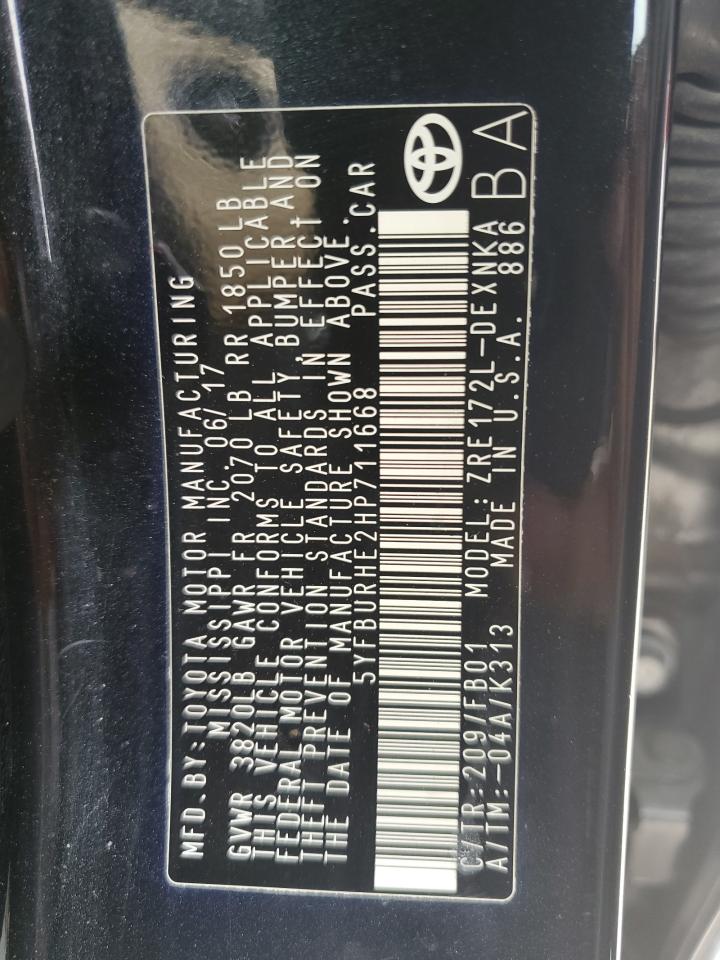 MFD.BY:TOYOTA MOTOR MANUFACTURING
MISSISSIPPI INC. 06/17
GVWR 3820LB GAWR FR 2070 LB RR 1850 LB
THIS VEHICLE CONFORMS TO ALL APPLICABLE
FEDERAL MOTOR VEHICLE SAFETY,BUMPER,AND
THEFT PREVENTION STANDARDS IN EFFECT ON
THE DATE OF MANUFACTURE SHOWN ABOVE.
5YFBURHE2HP711668 PASS.CAR
C/TR:209/FB01 MODEL:ZRE172L-DEXNKA
A/TM:-04A/K313 MADE IN U.S.A. 886
BA